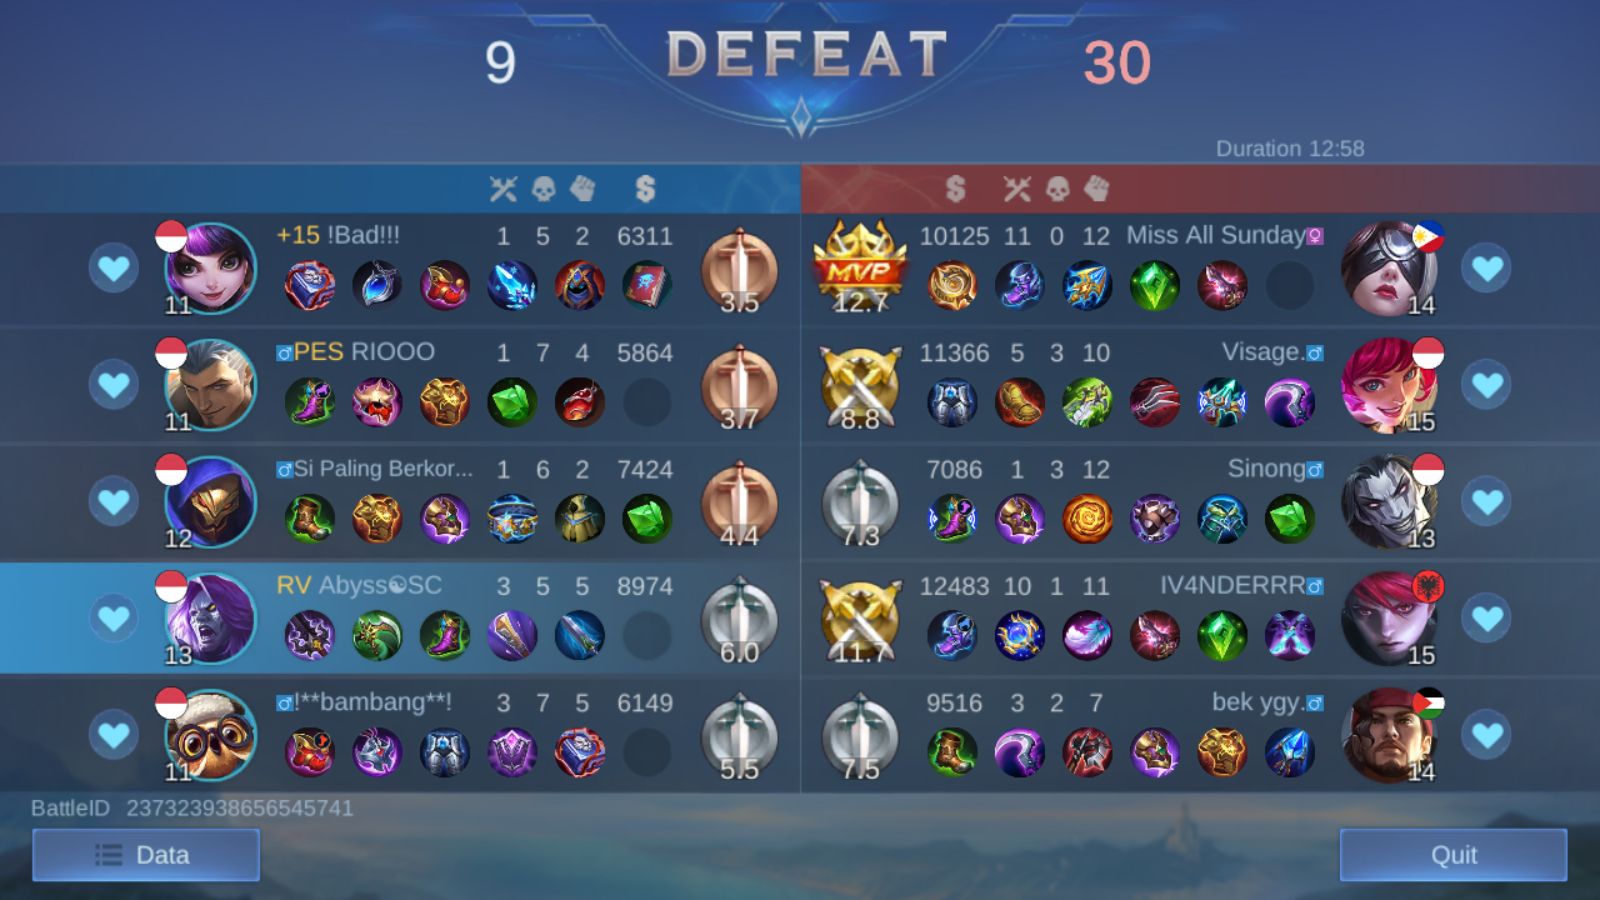 9 DEFEAT 30
Duration 12:58
+15 !Bad!!! 1 5 2 6311
11 3.5
MVP 12.7 10125 11 0 12 Miss All Sunday♀
14
♂PES RIOOO 1 7 4 5864
11 3.7
8.8 11366 5 3 10 Visage.♂
15
♂Si Paling Berkor... 1 6 2 7424
12 4.4
7.3 7086 1 3 12 Sinong♂
13
RV Abyss☯SC 3 5 5 8974
13 6.0
11.7 12483 10 1 11 IV4NDERRR♂
15
♂!**bambang**! 3 7 5 6149
11 5.5
7.5 9516 3 2 7 bek ygy.♂
14
BattleID 237323938656545741
Data
Quit